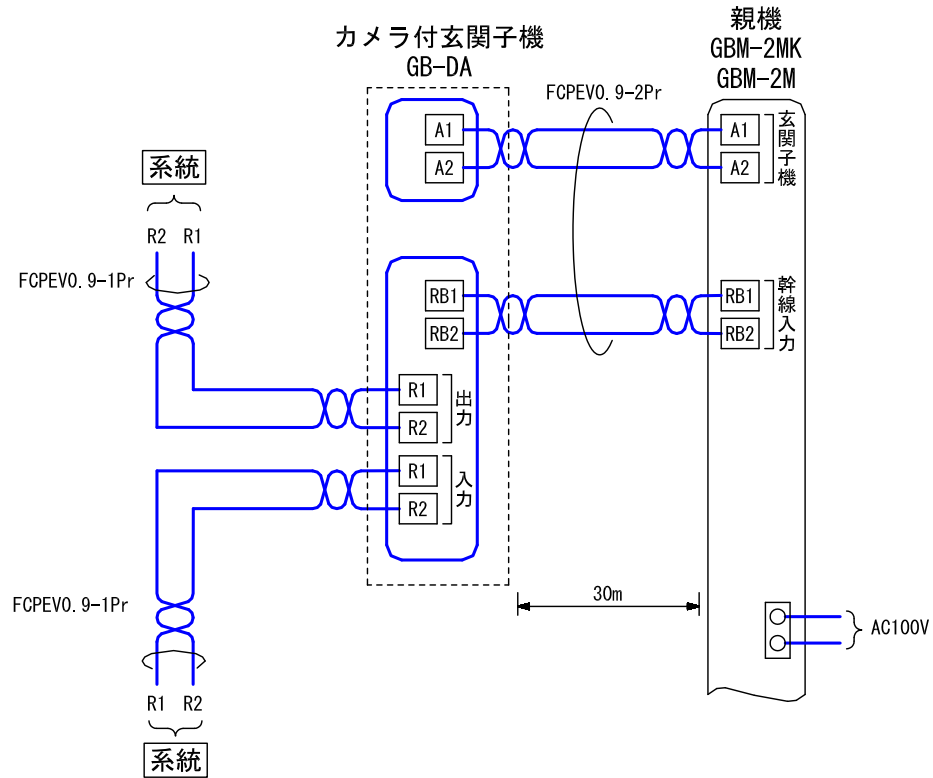 カメラ付玄関子機
GB-DA
親機
GBM-2MK
GBM-2M
FCPEV0.9-2Pr
A1
A2
A1
A2
玄関子機
系統
R2 R1
FCPEV0.9-1Pr
RB1
RB2
RB1
RB2
幹線入力
R1
R2
出力
R1
R2
入力
FCPEV0.9-1Pr
30m
AC100V
R1 R2
系統